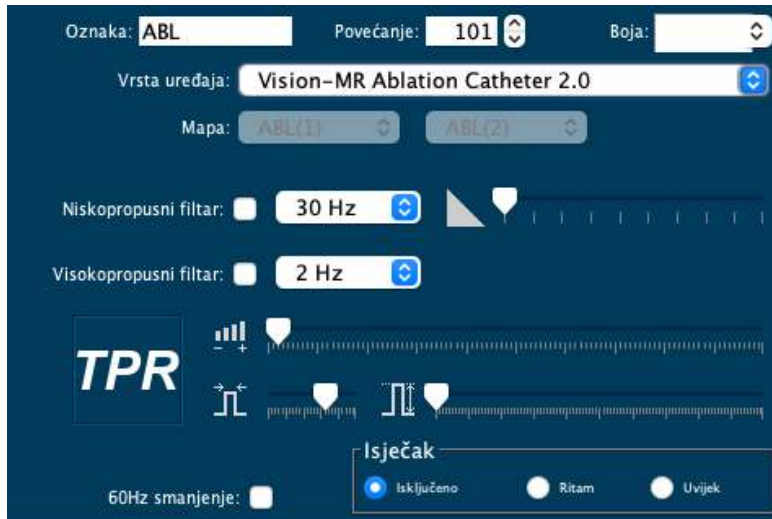 Oznaka: ABL Povećanje: 101 Boja:
Vrsta uređaja: Vision-MR Ablation Catheter 2.0
Mapa: ABL(1) ABL(2)
Niskopropusni filtar: 30 Hz
Visokopropusni filtar: 2 Hz
TPR
Isječak
60Hz smanjenje: Isključeno Ritam Uvijek